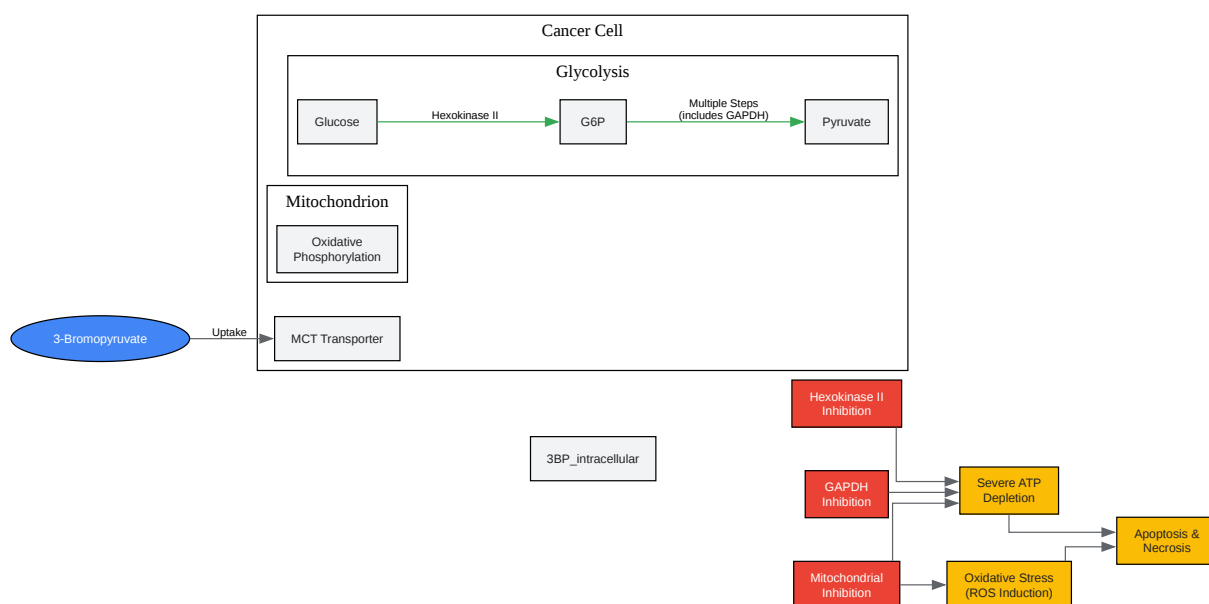 Cancer Cell
Glycolysis
Glucose
Hexokinase II
G6P
Multiple Steps
(includes GAPDH)
Pyruvate
Mitochondrion
Oxidative
Phosphorylation
3-Bromopyruvate
Uptake
MCT Transporter
Hexokinase II
Inhibition
3BP_intracellular
GAPDH
Inhibition
Severe ATP
Depletion
Apoptosis &
Necrosis
Mitochondrial
Inhibition
Oxidative Stress
(ROS Induction)